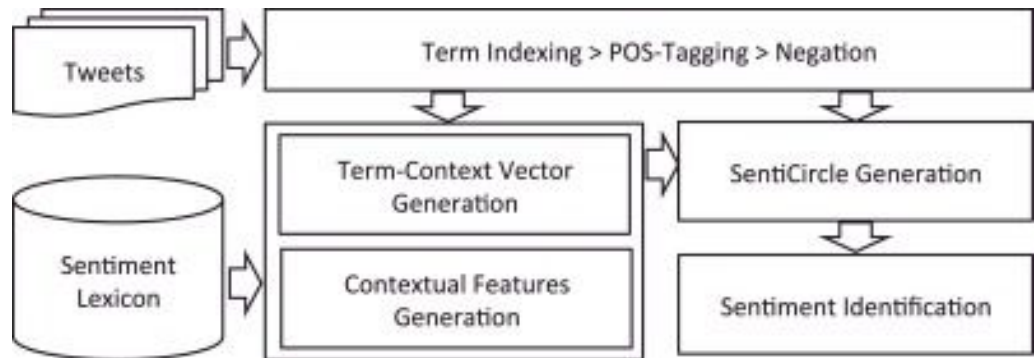 Tweets
Term Indexing > POS-Tagging > Negation
Term-Context Vector
Generation
SentiCircle Generation
Sentiment
Lexicon
Contextual Features
Generation
Sentiment Identification